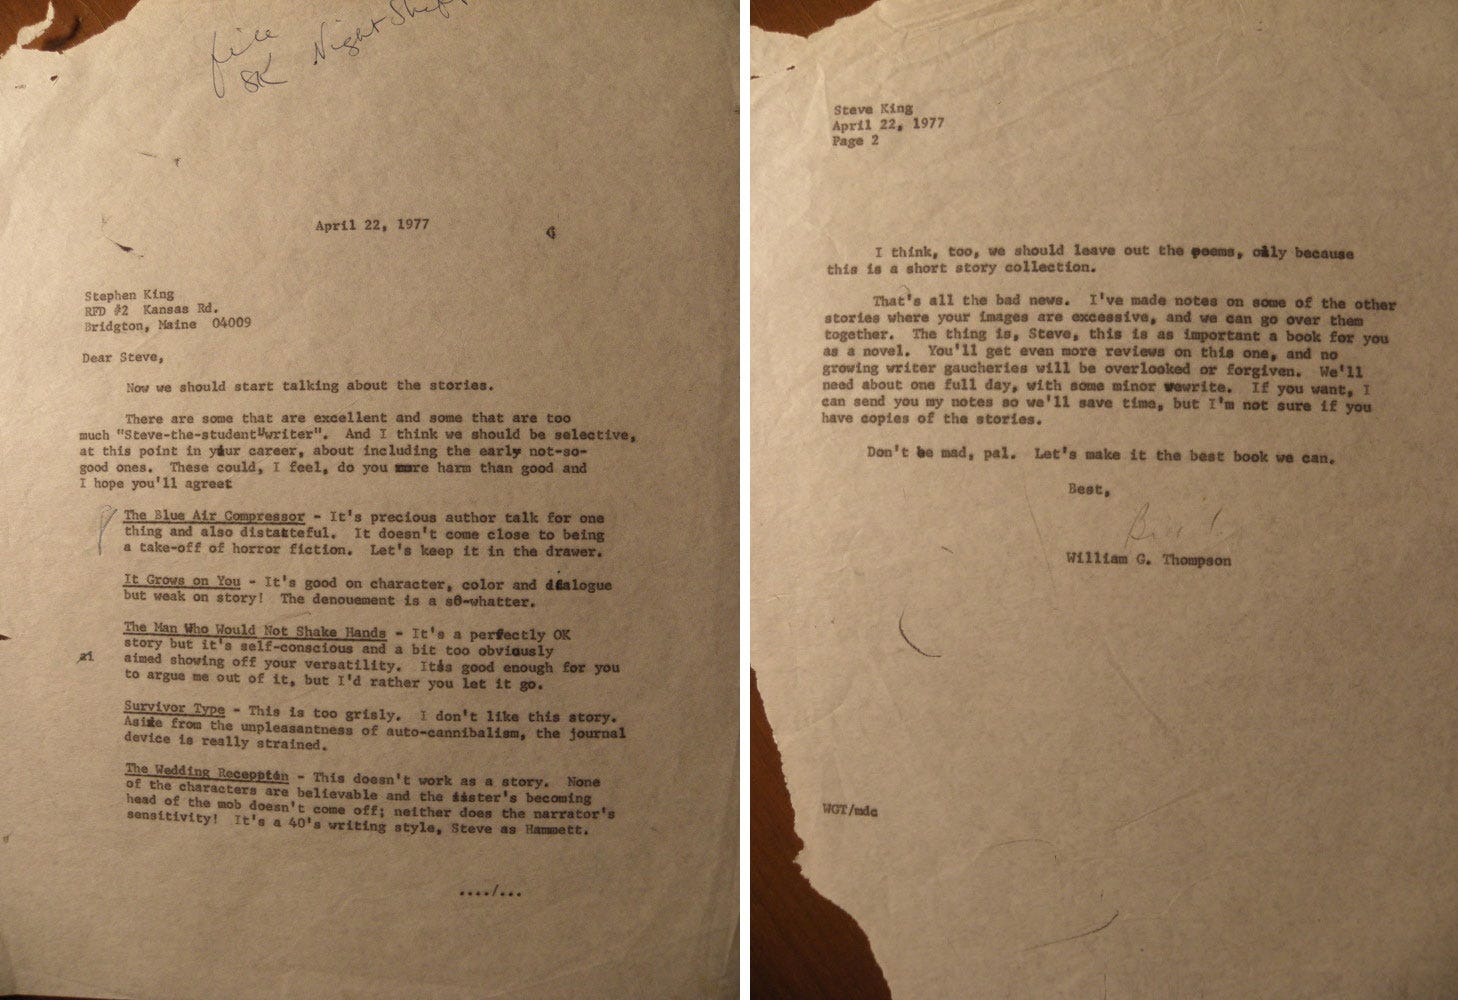 file Night Shift
SK
April 22, 1977
Stephen King
RFD #2 Kansas Rd.
Bridgton, Maine 04009
Dear Steve,
Now we should start talking about the stories.
There are some that are excellent and some that are too
much "Steve-the-student-writer". And I think we should be selective,
at this point in your career, about including the early not-so-
good ones. These could, I feel, do you more harm than good and
I hope you'll agree
The Blue Air Compressor - It's precious author talk for one
thing and also distasteful. It doesn't come close to being
a take-off of horror fiction. Let's keep it in the drawer.
It Grows on You - It's good on character, color and dialogue
but weak on story! The denouement is a so-whatter.
The Man Who Would Not Shake Hands - It's a perfectly OK
story but it's self-conscious and a bit too obviously
aimed showing off your versatility. It's good enough for you
to argue me out of it, but I'd rather you let it go.
Survivor Type - This is too grisly. I don't like this story.
Aside from the unpleasantness of auto-cannibalism, the journal
device is really strained.
The Wedding Reception - This doesn't work as a story. None
of the characters are believable and the sister's becoming
head of the mob doesn't come off; neither does the narrator's
sensitivity! It's a 40's writing style, Steve as Hammett.
..../...
Steve King
April 22, 1977
Page 2
I think, too, we should leave out the poems, only because
this is a short story collection.
That's all the bad news. I've made notes on some of the other
stories where your images are excessive, and we can go over them
together. The thing is, Steve, this is as important a book for you
as a novel. You'll get even more reviews on this one, and no
growing writer gaucheries will be overlooked or forgiven. We'll
need about one full day, with some minor rewrite. If you want, I
can send you my notes so we'll save time, but I'm not sure if you
have copies of the stories.
Don't be mad, pal. Let's make it the best book we can.
Best,
Bill
William G. Thompson
WGT/mdc